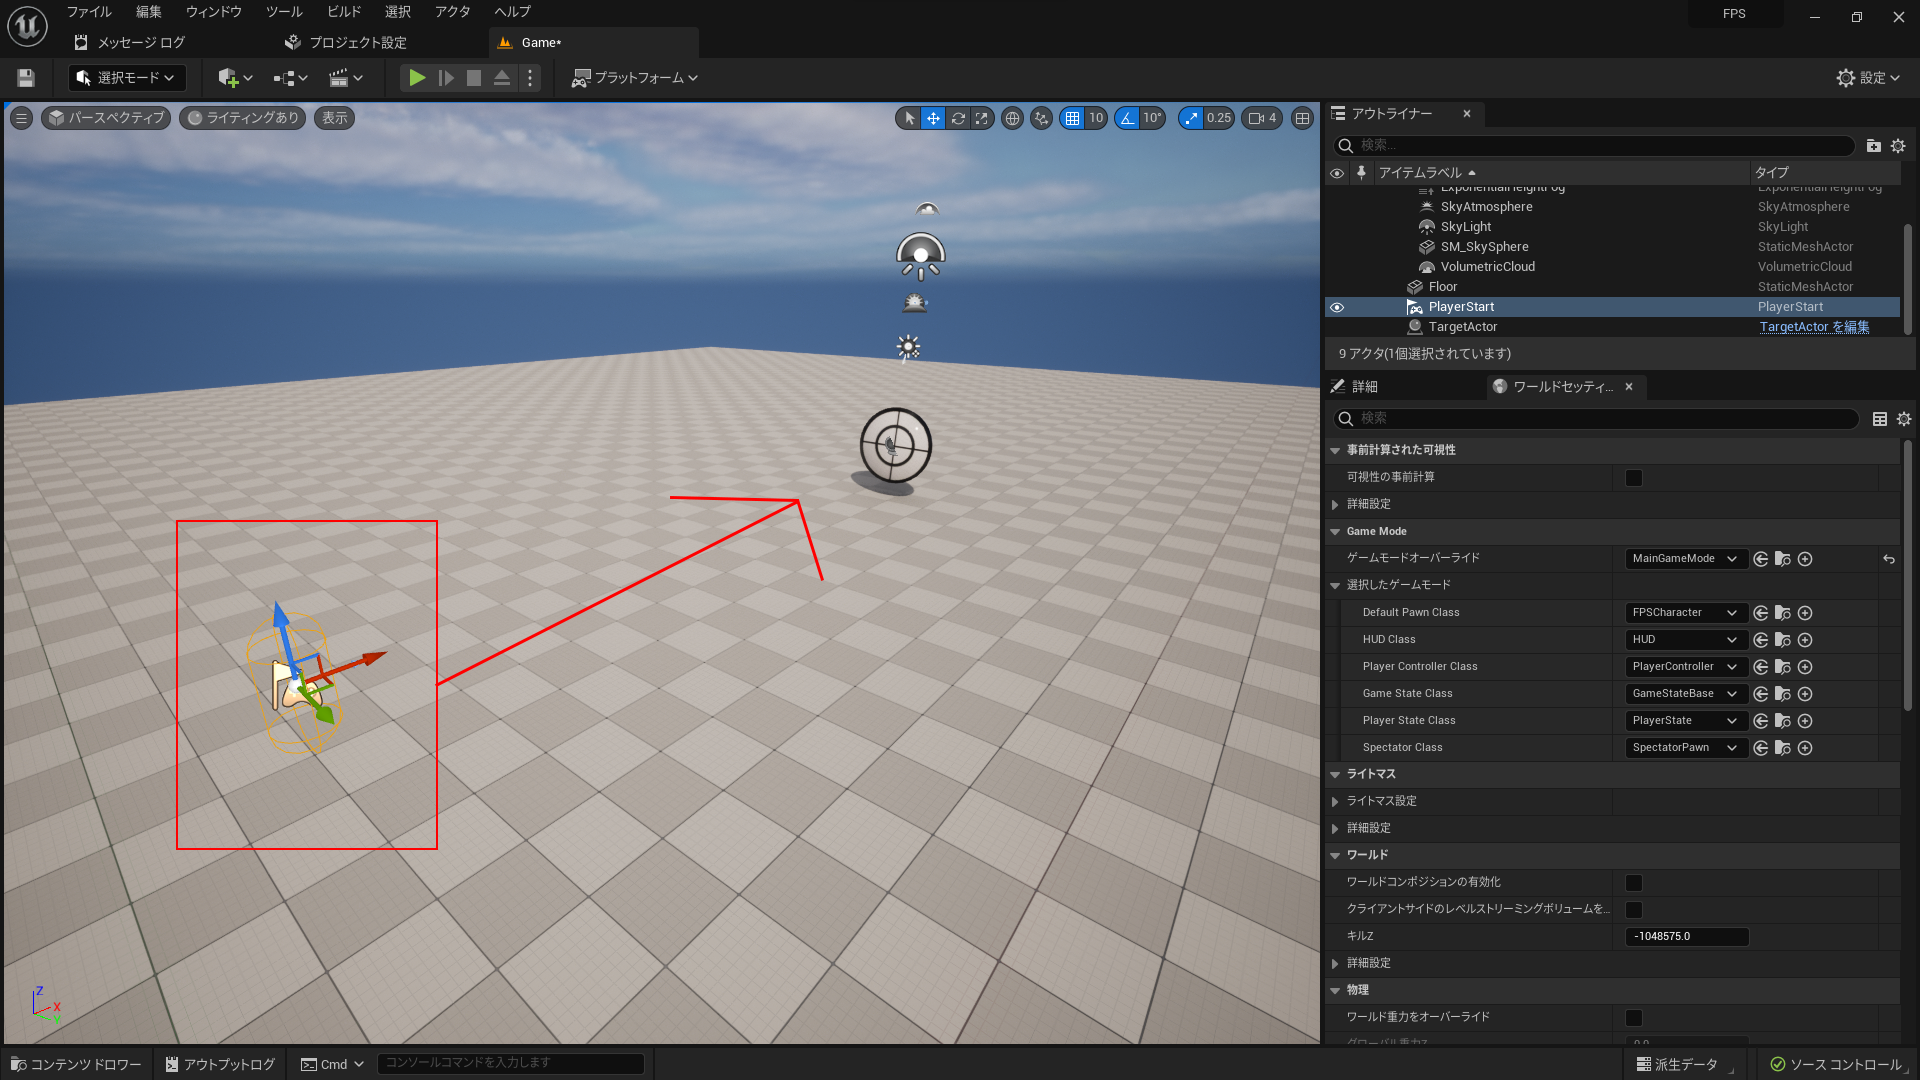 ファイル 編集 ウィンドウ ツール ビルド 選択 アクタ ヘルプ
FPS
メッセージ ログ プロジェクト設定 Game*
選択モード プラットフォーム 設定
パースペクティブ ライティングあり 表示 10 10° 0.25 4
アウトライナー
検索...
アイテムラベル タイプ
ExponentialHeightFog ExponentialHeightFog
SkyAtmosphere SkyAtmosphere
SkyLight SkyLight
SM_SkySphere StaticMeshActor
VolumetricCloud VolumetricCloud
Floor StaticMeshActor
PlayerStart PlayerStart
TargetActor TargetActor を編集
9 アクタ(1個選択されています)
詳細 ワールドセッティ...
検索
事前計算された可視性
可視性の事前計算
詳細設定
Game Mode
ゲームモードオーバーライド MainGameMode
選択したゲームモード
Default Pawn Class FPSCharacter
HUD Class HUD
Player Controller Class PlayerController
Game State Class GameStateBase
Player State Class PlayerState
Spectator Class SpectatorPawn
ライトマス
ライトマス設定
詳細設定
ワールド
ワールドコンポジションの有効化
クライアントサイドのレベルストリーミングボリュームを...
キルZ -1048575.0
詳細設定
物理
ワールド重力をオーバーライド
グローバル重力Z 0.0
Z
X
Y
コンテンツ ドロワー アウトプットログ Cmd コンソールコマンドを入力します 派生データ ソース コントロール